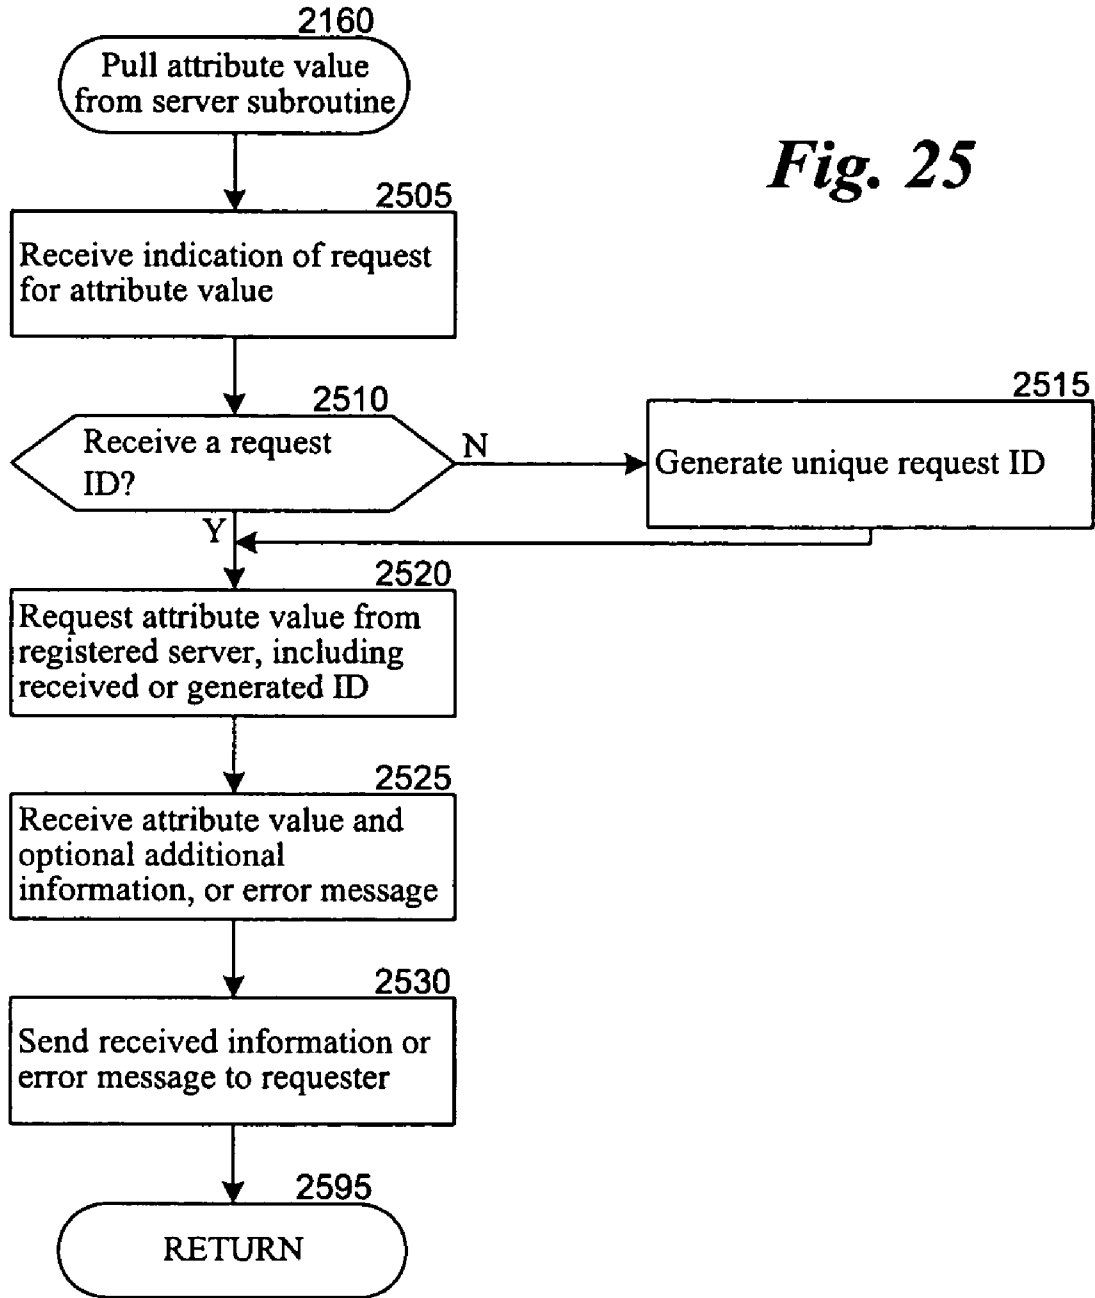 2160
Pull attribute value
from server subroutine
Fig. 25
2505
Receive indication of request
for attribute value
2510
Receive a request
ID?
N
2515
Generate unique request ID
Y
2520
Request attribute value from
registered server, including
received or generated ID
2525
Receive attribute value and
optional additional
information, or error message
2530
Send received information or
error message to requester
2595
RETURN